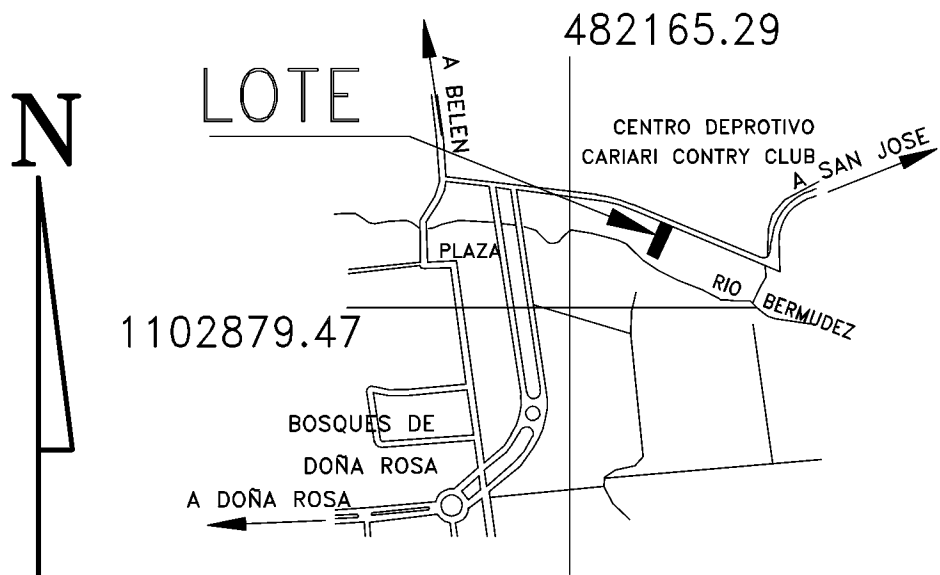 482165.29
N
LOTE
A BELEN
CENTRO DEPROTIVO
CARIARI CONTRY CLUB
A SAN JOSE
PLAZA
RIO BERMUDEZ
1102879.47
BOSQUES DE
DOÑA ROSA
A DOÑA ROSA